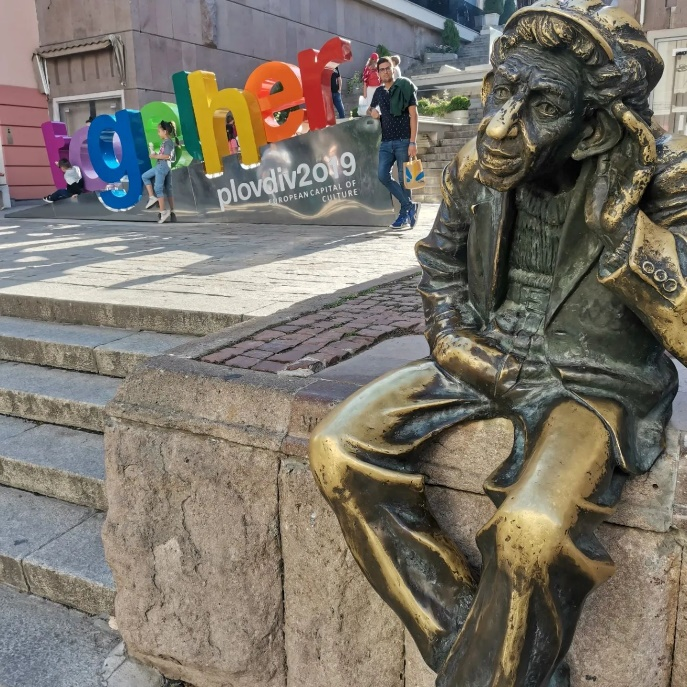 together
plovdiv2019
EUROPEAN CAPITAL OF
CULTURE